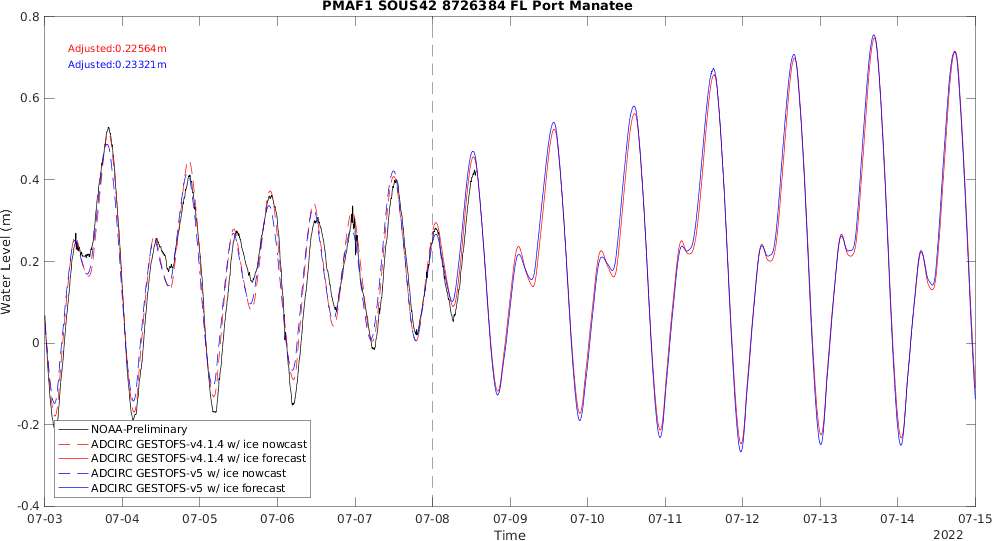 PMAF1 SOUS42 8726384 FL Port Manatee
Adjusted:0.22564m
Adjusted:0.23321m
Water Level (m)
0.8
0.6
0.4
0.2
0
-0.2
-0.4
NOAA-Preliminary
ADCIRC GESTOFS-v4.1.4 w/ ice nowcast
ADCIRC GESTOFS-v4.1.4 w/ ice forecast
ADCIRC GESTOFS-v5 w/ ice nowcast
ADCIRC GESTOFS-v5 w/ ice forecast
07-03 07-04 07-05 07-06 07-07 07-08 07-09 07-10 07-11 07-12 07-13 07-14 07-15
Time
2022